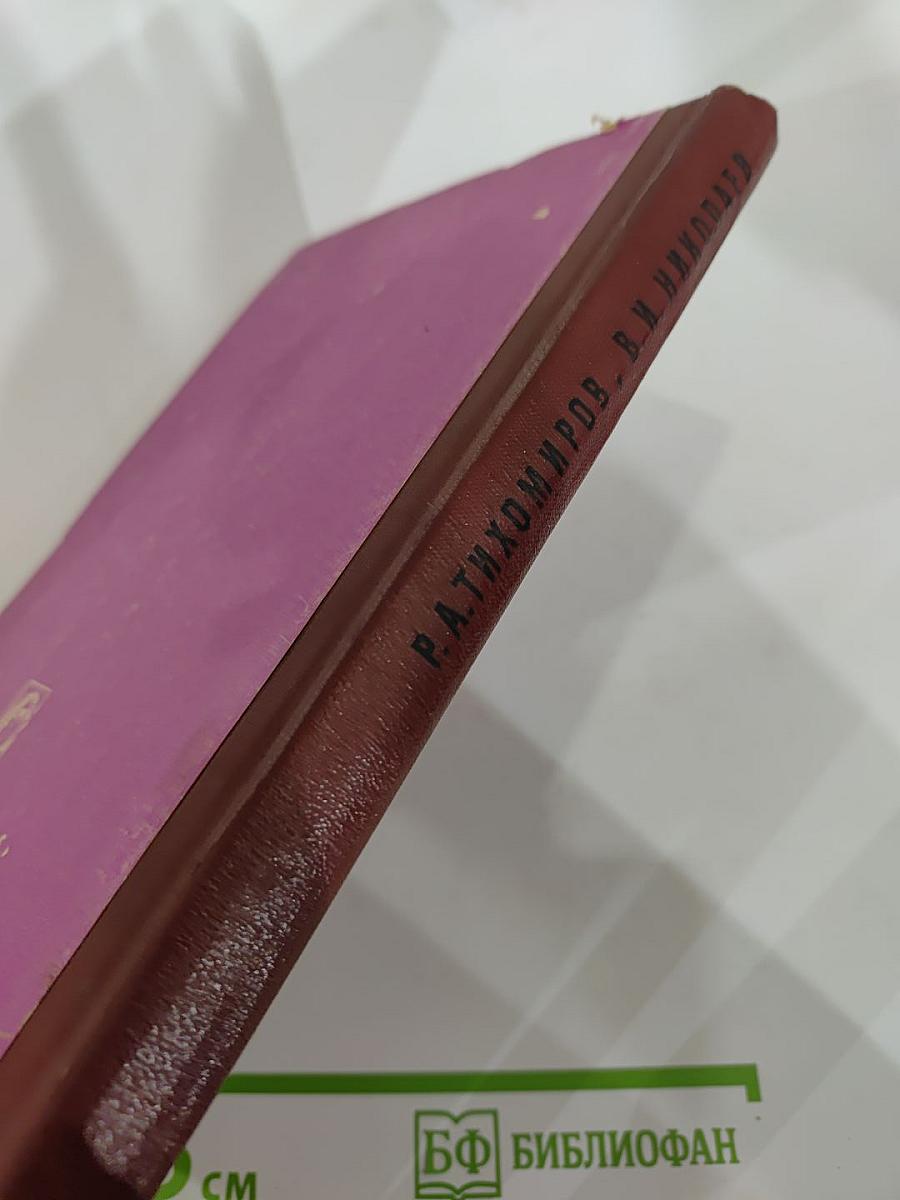 Р. А. ТИХОМИРОВ, В. И. НИКОЛАЕВ
см
БФ БИБЛИОФАН